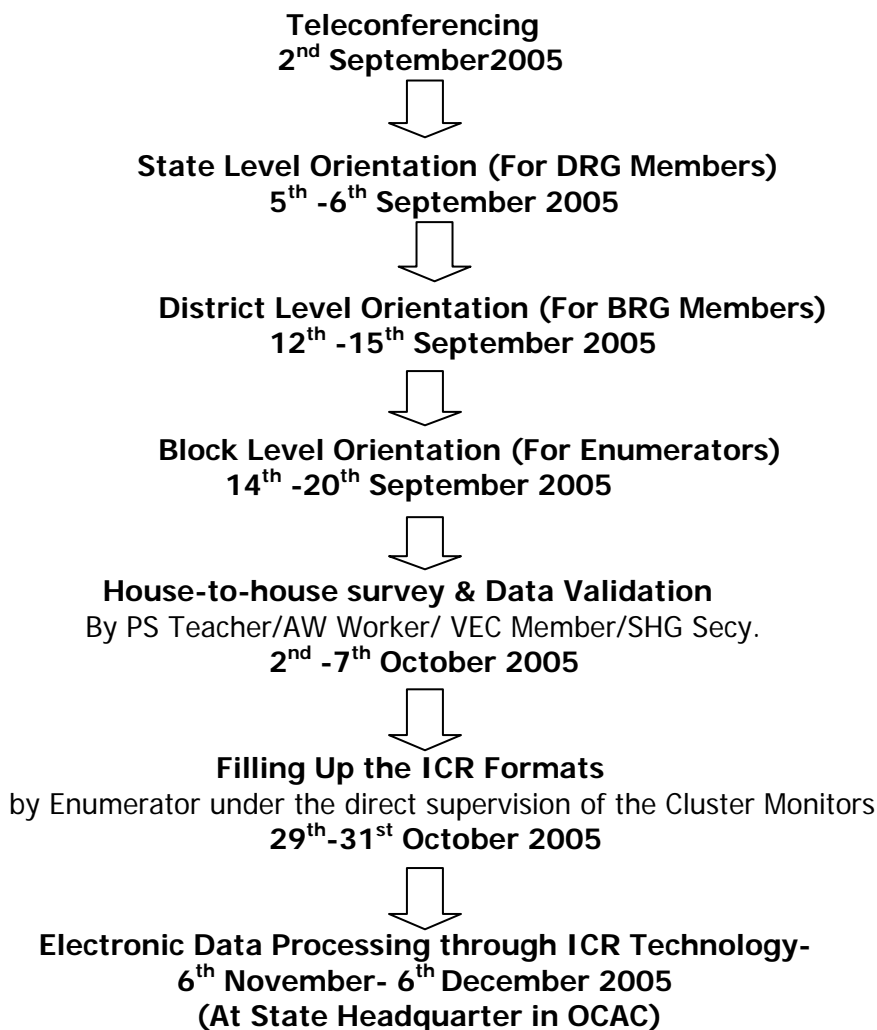 Teleconferencing
2nd September2005
State Level Orientation (For DRG Members)
5th -6th September 2005
District Level Orientation (For BRG Members)
12th -15th September 2005
Block Level Orientation (For Enumerators)
14th -20th September 2005
House-to-house survey & Data Validation
By PS Teacher/AW Worker/ VEC Member/SHG Secy.
2nd -7th October 2005
Filling Up the ICR Formats
by Enumerator under the direct supervision of the Cluster Monitors
29th-31st October 2005
Electronic Data Processing through ICR Technology-
6th November- 6th December 2005
(At State Headquarter in OCAC)